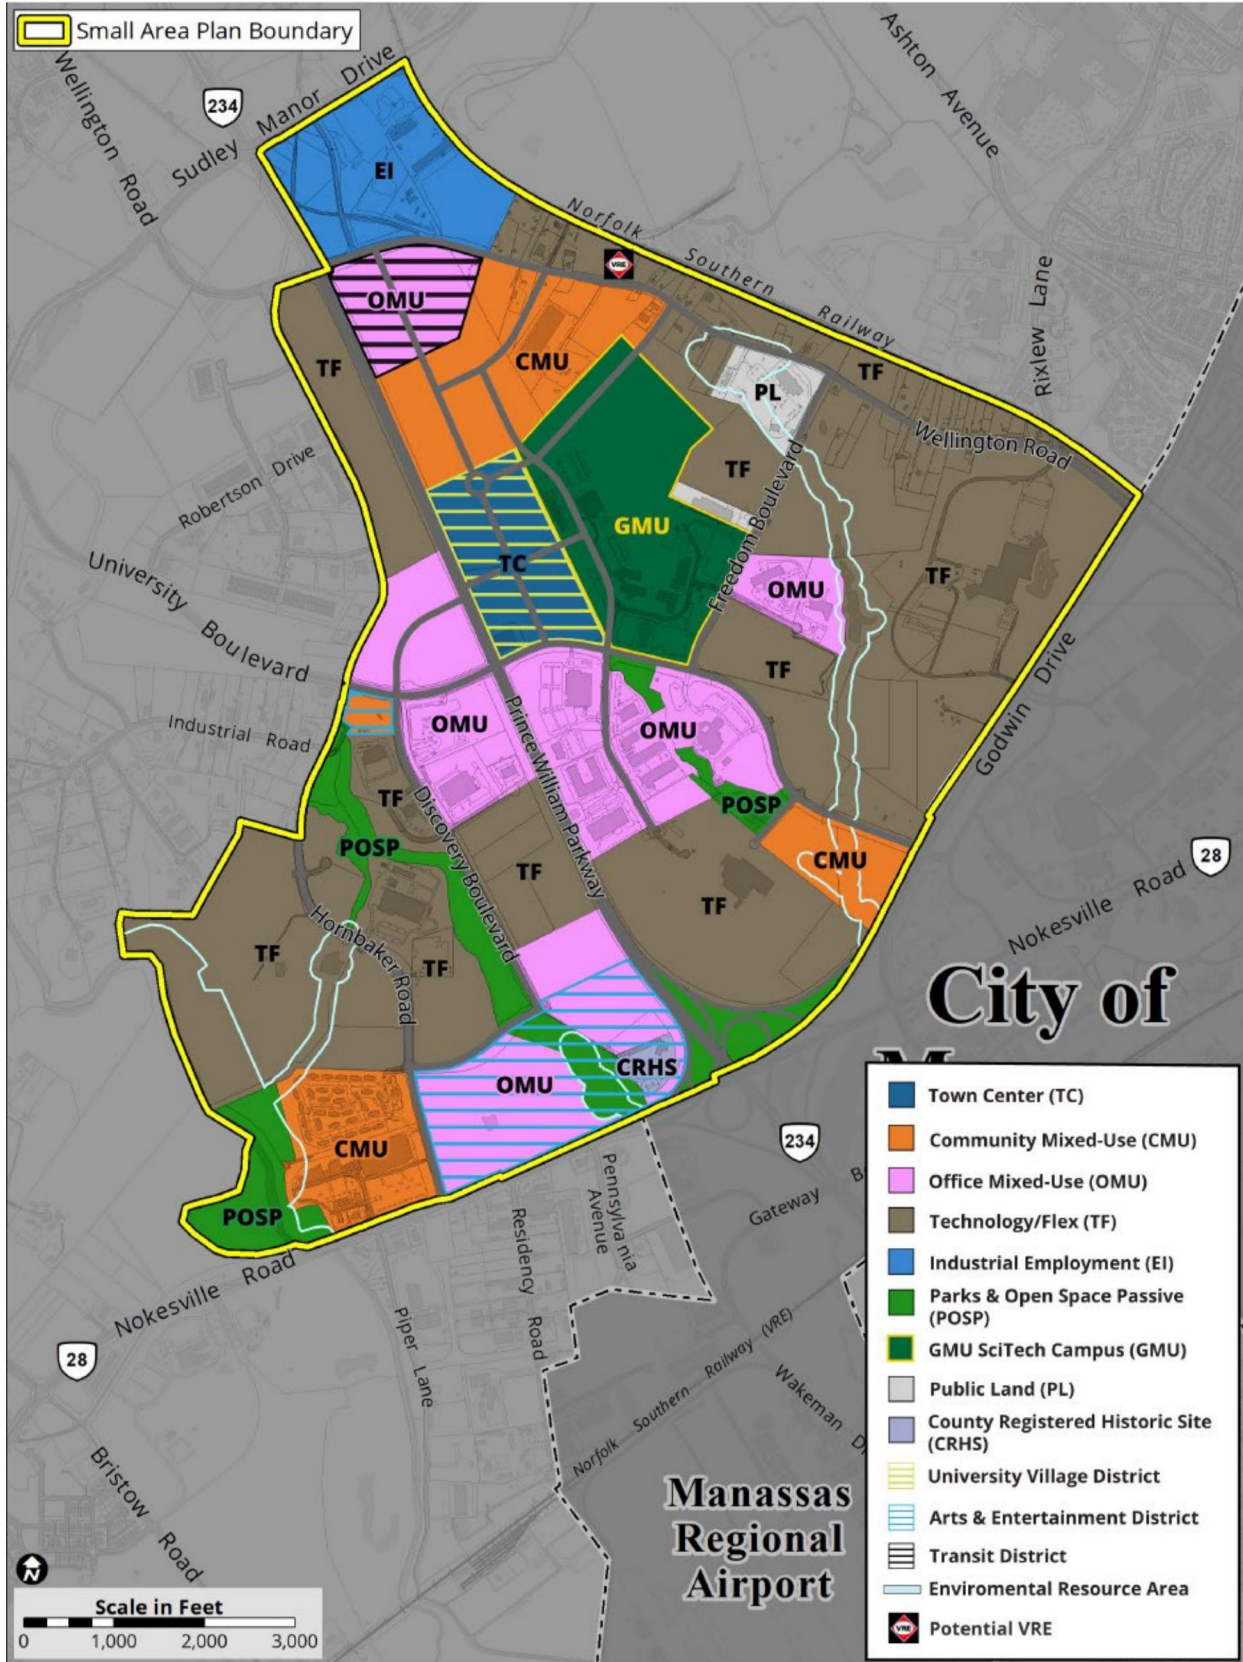 Small Area Plan Boundary
Wellington Road
234
Sudley Manor Drive
Ashton Avenue
EI
Norfolk Southern Railway
VRE
OMU
Rixlew Lane
TF
CMU
TF
PL
Wellington Road
Robertson Drive
TF
GMU
Freedom Boulevard
TC
OMU
TF
University Boulevard
TF
Godwin Drive
Industrial Road
OMU
Prince William Parkway
OMU
TF
Discovery Boulevard
POSP
POSP
CMU
28
TF
TF
Nokesville Road
Hornbaker Road
TF
TF
City of
CRHS
OMU
CMU
234
POSP
Pennsylvania
Avenue
Gateway
Residency Road
Nokesville Road
28
Piper Lane
Norfolk Southern Railway (VRE)
Wakeman
Bristow Road
Manassas
Regional
Airport
N
Scale in Feet
0 1,000 2,000 3,000
Town Center (TC)
Community Mixed-Use (CMU)
Office Mixed-Use (OMU)
Technology/Flex (TF)
Industrial Employment (EI)
Parks & Open Space Passive
(POSP)
GMU SciTech Campus (GMU)
Public Land (PL)
County Registered Historic Site
(CRHS)
University Village District
Arts & Entertainment District
Transit District
Enviromental Resource Area
VRE
Potential VRE